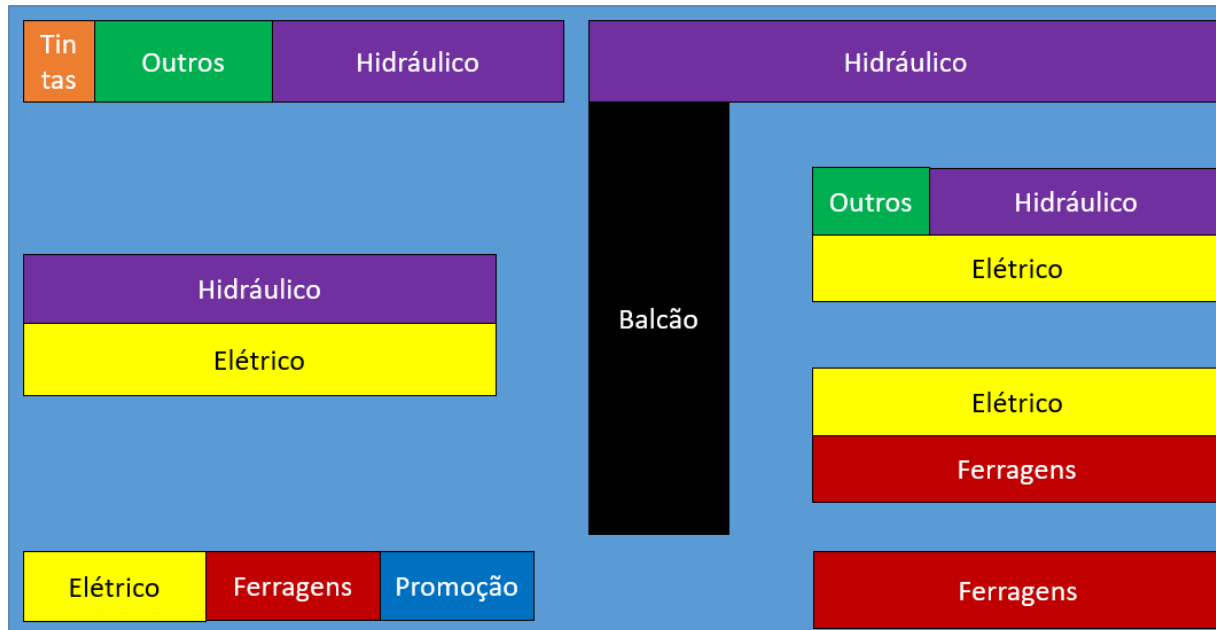 Tin
tas
Outros
Hidráulico
Hidráulico
Outros
Hidráulico
Elétrico
Hidráulico
Elétrico
Balcão
Elétrico
Ferragens
Elétrico
Ferragens
Promoção
Ferragens